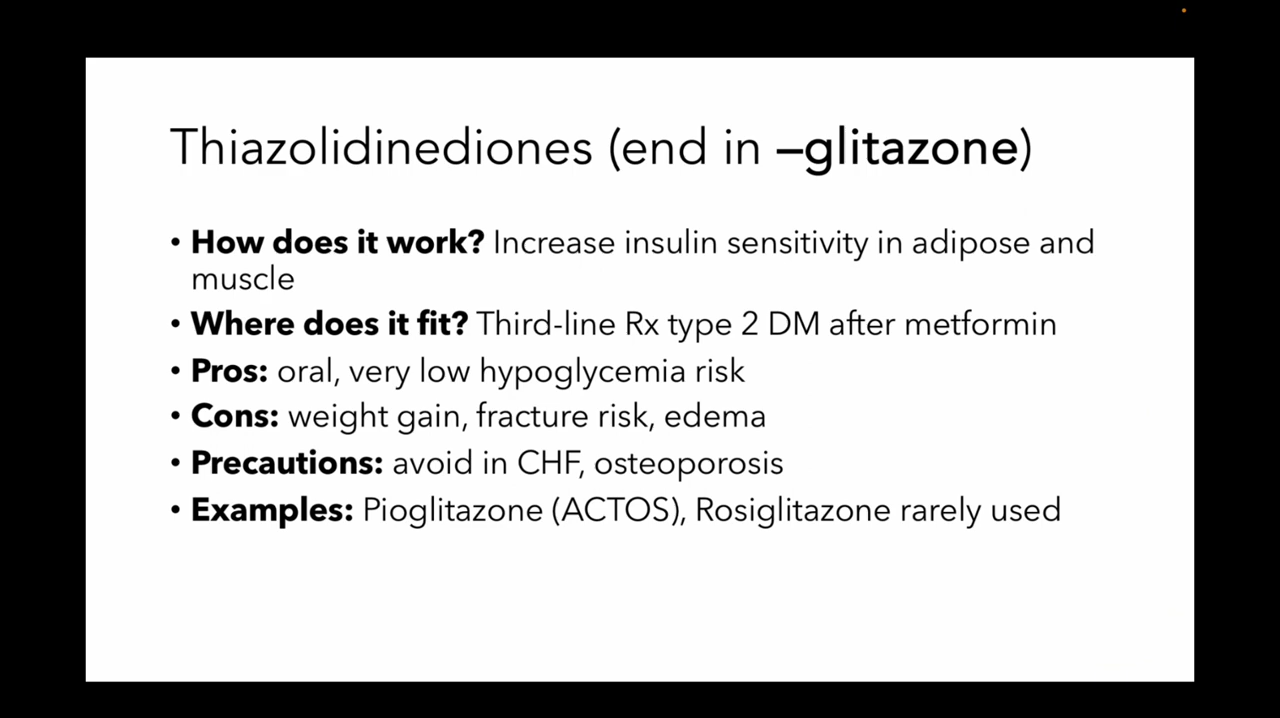 Thiazolidinediones (end in –glitazone)
• How does it work? Increase insulin sensitivity in adipose and
muscle
• Where does it fit? Third-line Rx type 2 DM after metformin
• Pros: oral, very low hypoglycemia risk
• Cons: weight gain, fracture risk, edema
• Precautions: avoid in CHF, osteoporosis
• Examples: Pioglitazone (ACTOS), Rosiglitazone rarely used